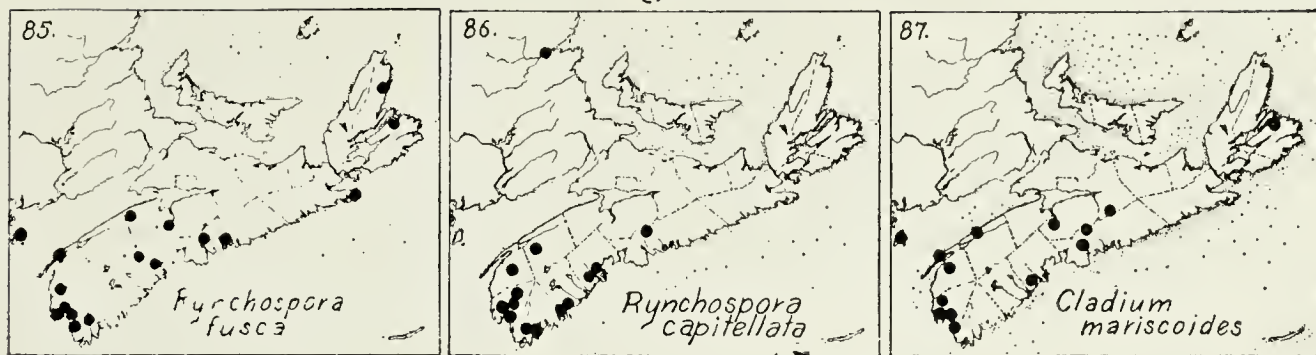 85.
Rynchospora
fusca
86.
Rynchospora
capitellata
87.
Cladium
mariscoides